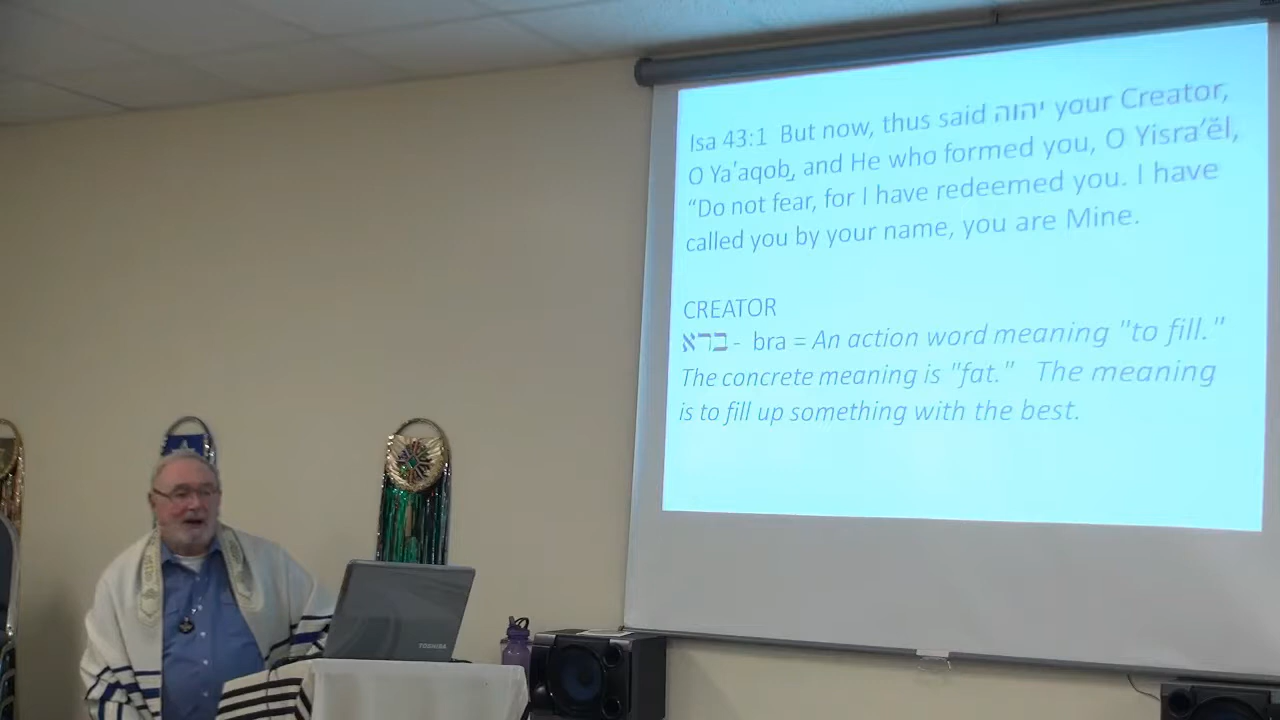 Isa 43:1 But now, thus said יהוה your Creator,
O Ya'aqob̲, and He who formed you, O Yisra’ĕl,
“Do not fear, for I have redeemed you. I have
called you by your name, you are Mine.
CREATOR
ברא - bra = An action word meaning "to fill."
The concrete meaning is "fat." The meaning
is to fill up something with the best.
TOSHIBA